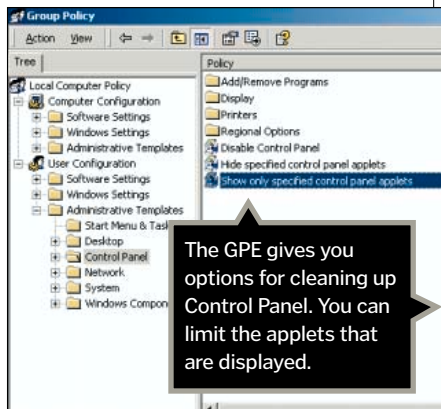 Group Policy
Action View
Tree
Policy
Local Computer Policy
Computer Configuration
Software Settings
Windows Settings
Administrative Templates
User Configuration
Software Settings
Windows Settings
Administrative Templates
Start Menu & Task
Desktop
Control Panel
Network
System
Windows Compon
Add/Remove Programs
Display
Printers
Regional Options
Disable Control Panel
Hide specified control panel applets
Show only specified control panel applets
The GPE gives you
options for cleaning up
Control Panel. You can
limit the applets that
are displayed.